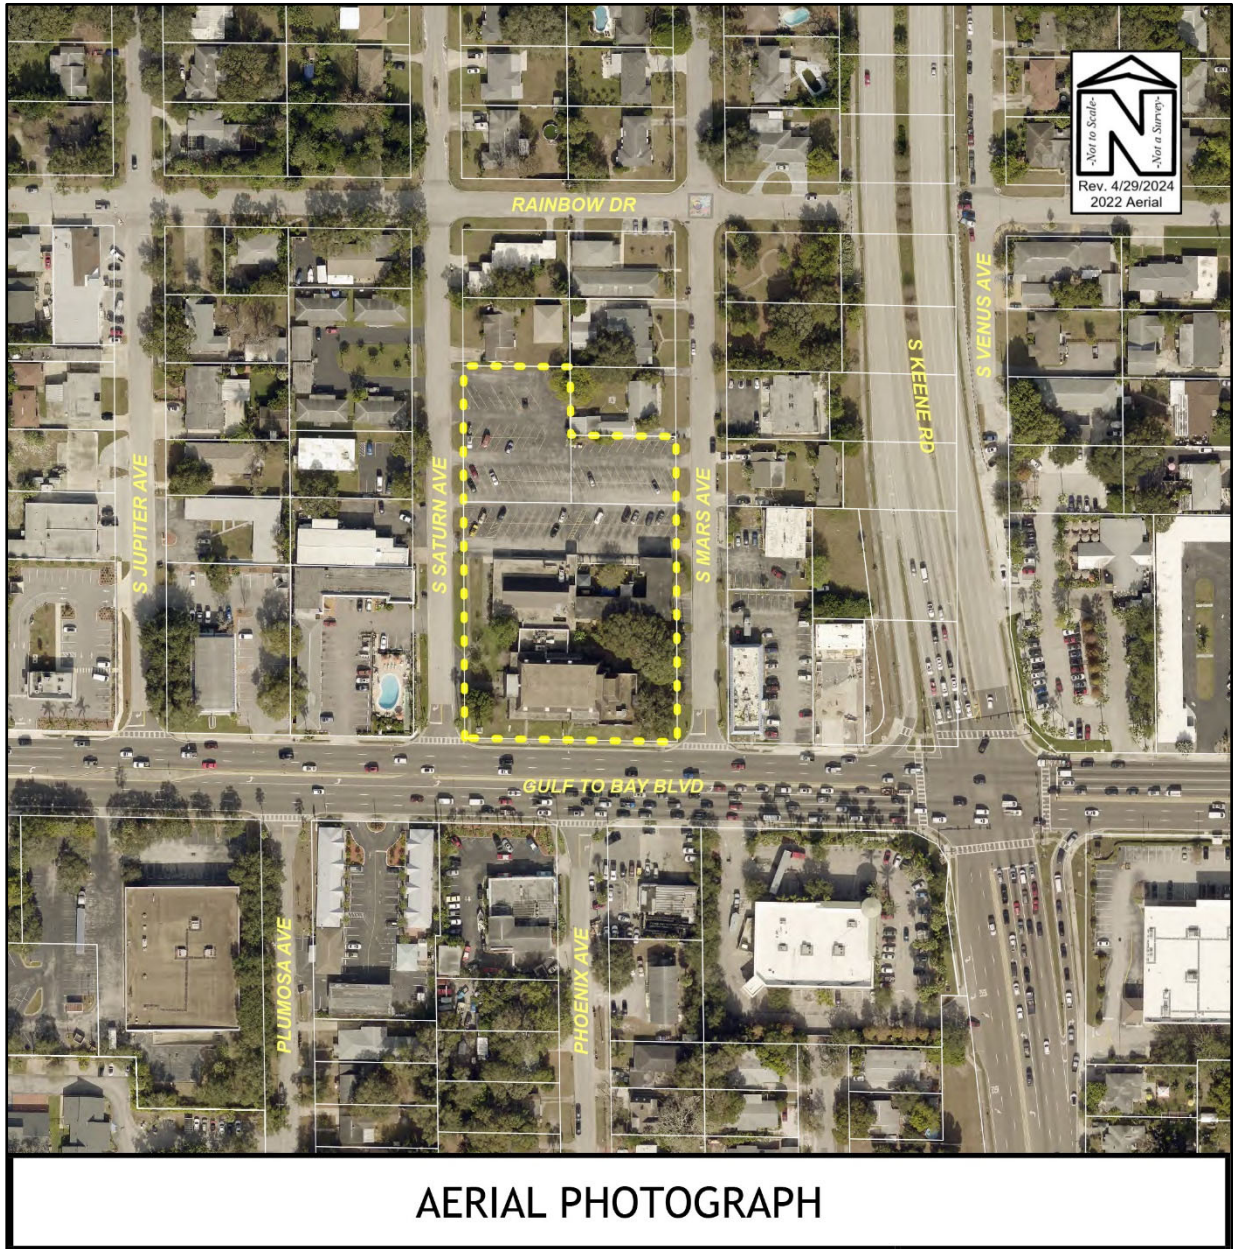 -Not to Scale-
N
-Not a Survey-
Rev. 4/29/2024
2022 Aerial
RAINBOW DR
S VENUS AVE
S KEENE RD
S JUPITER AVE
S SATURN AVE
S MARS AVE
GULF TO BAY BLVD
PLUMOSA AVE
PHOENIX AVE
AERIAL PHOTOGRAPH